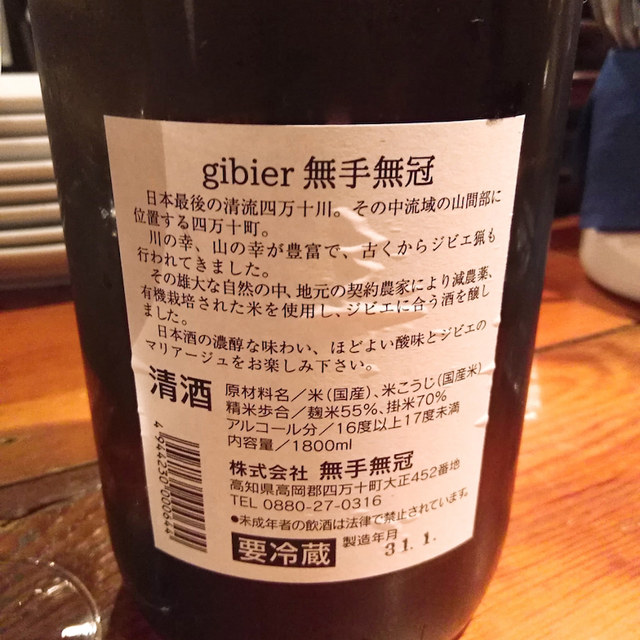 gibier 無手無冠
日本最後の清流四万十川。その中流域の山間部に
位置する四万十町。
川の幸、山の幸が豊富で、古くからジビエ猟も
行われてきました。
その雄大な自然の中、地元の契約農家により減農薬、
有機栽培された米を使用し、ジビエに合う酒を醸し
ました。
日本酒の濃醇な味わい、ほどよい酸味とジビエの
マリアージュをお楽しみ下さい。
清酒
原材料名／米(国産)、米こうじ(国産米)
精米歩合／麹米55%、掛米70%
アルコール分／16度以上17度未満
内容量／1800ml
株式会社 無手無冠
高知県高岡郡四万十町大正452番地
TEL 0880-27-0316
●未成年者の飲酒は法律で禁止されています。
要冷蔵 製造年月 31.1.